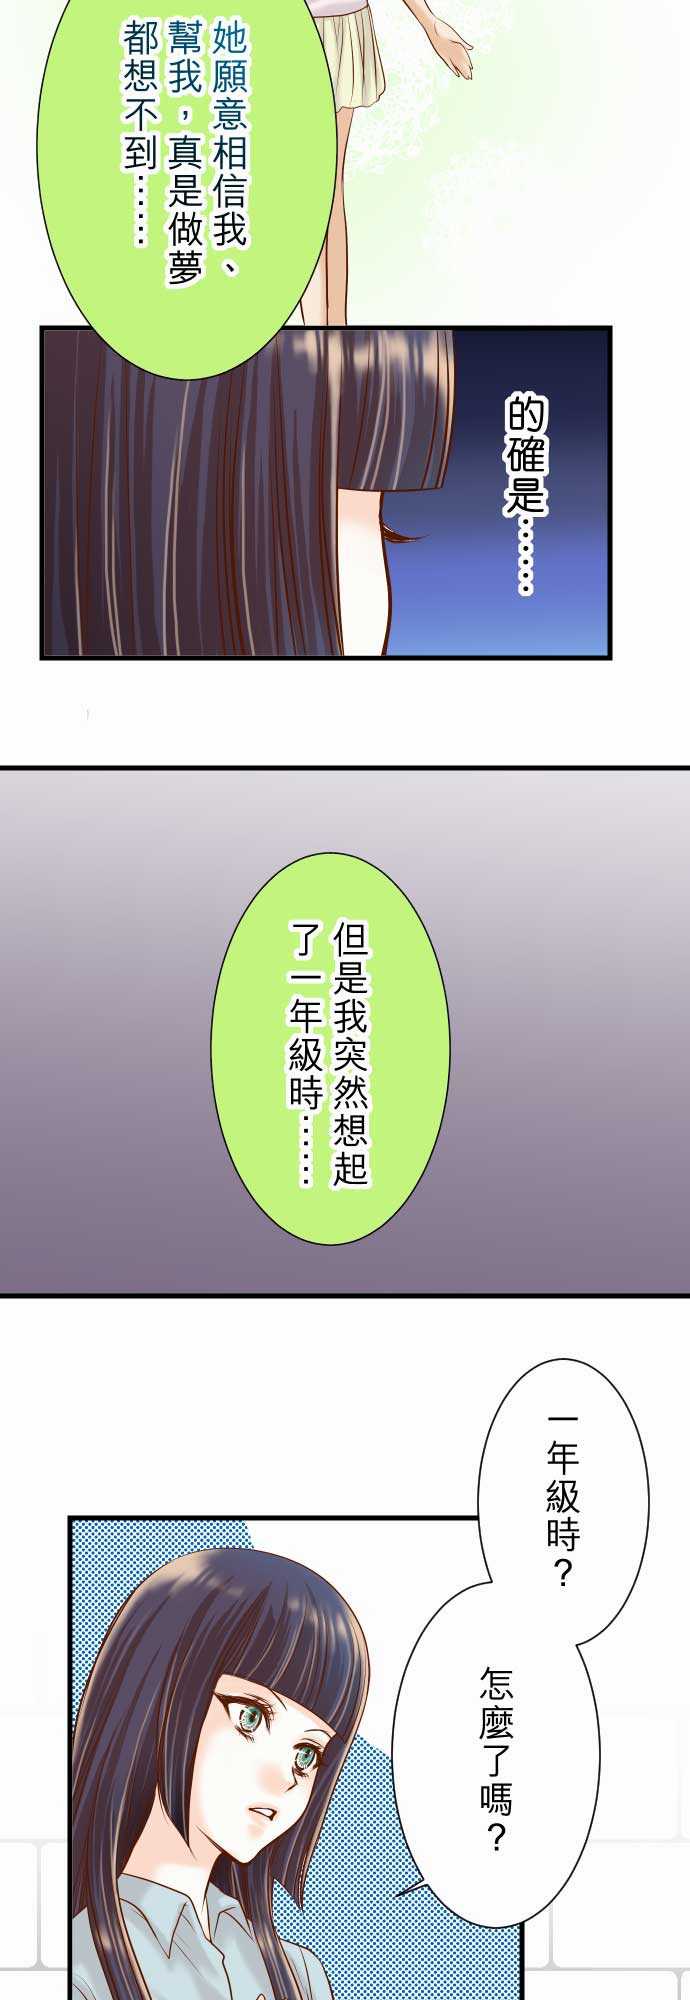 她願意相信我、
幫我，真是做夢
都想不到……
的確是……
但是我突然想起
了一年級時……
一年級時？
怎麼了嗎？